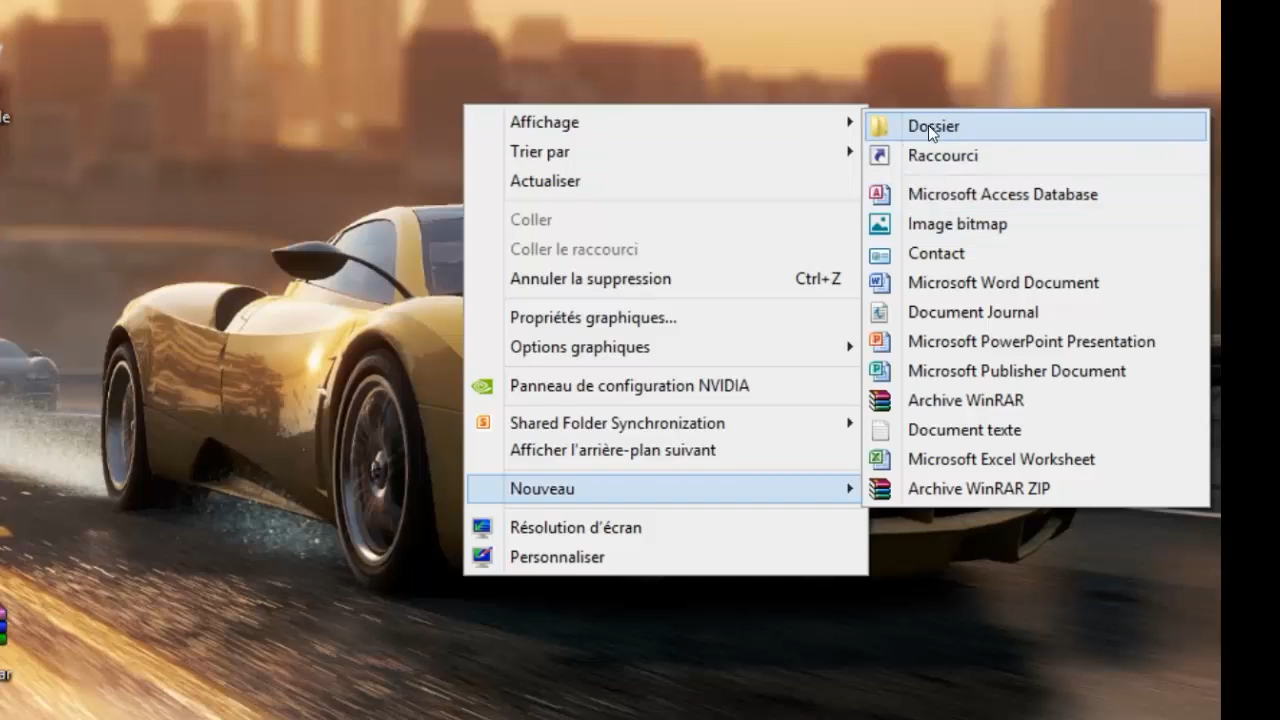 Affichage
Trier par
Actualiser
Coller
Coller le raccourci
Annuler la suppression Ctrl+Z
Propriétés graphiques...
Options graphiques
Panneau de configuration NVIDIA
Shared Folder Synchronization
Afficher l'arrière-plan suivant
Nouveau
Résolution d'écran
Personnaliser
Dossier
Raccourci
Microsoft Access Database
Image bitmap
Contact
Microsoft Word Document
Document Journal
Microsoft PowerPoint Presentation
Microsoft Publisher Document
Archive WinRAR
Document texte
Microsoft Excel Worksheet
Archive WinRAR ZIP